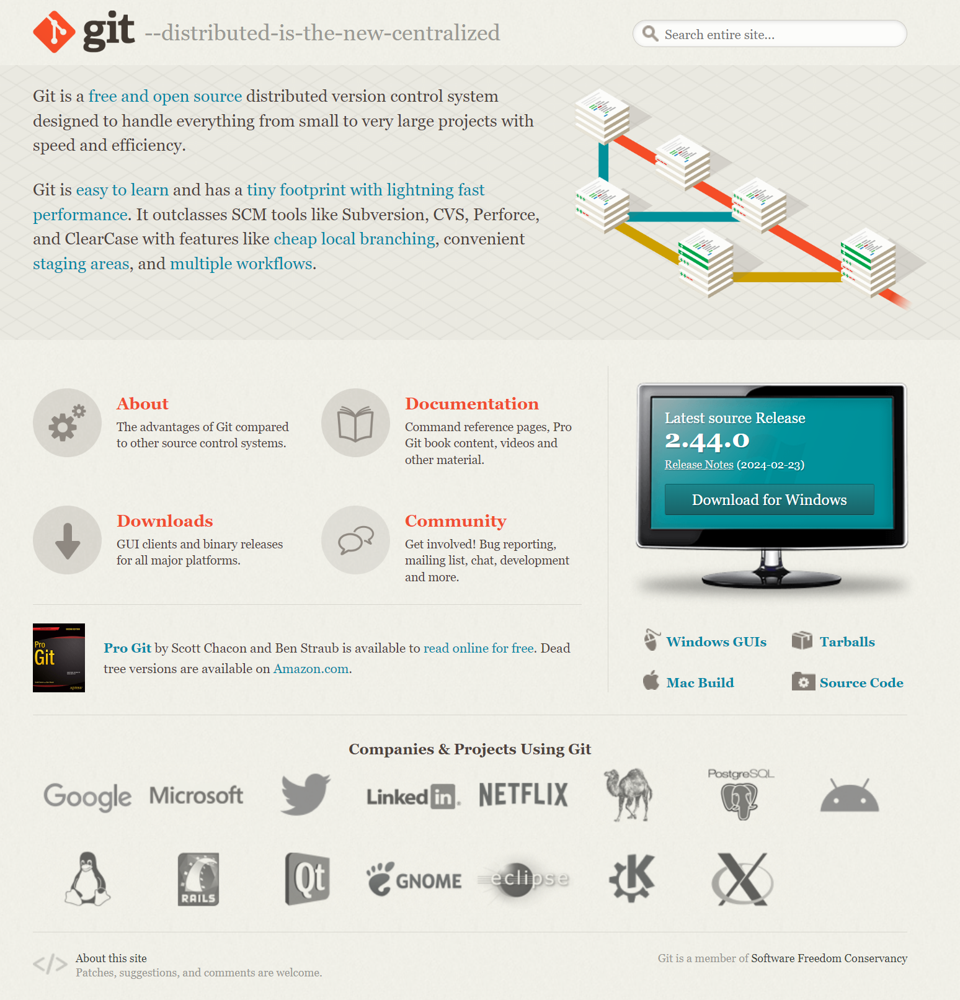 git --distributed-is-the-new-centralized
Search entire site...
Git is a free and open source distributed version control system
designed to handle everything from small to very large projects with
speed and efficiency.
Git is easy to learn and has a tiny footprint with lightning fast
performance. It outclasses SCM tools like Subversion, CVS, Perforce,
and ClearCase with features like cheap local branching, convenient
staging areas, and multiple workflows.
About
The advantages of Git compared
to other source control systems.
Documentation
Command reference pages, Pro
Git book content, videos and
other material.
Downloads
GUI clients and binary releases
for all major platforms.
Community
Get involved! Bug reporting,
mailing list, chat, development
and more.
Latest source Release
2.44.0
Release Notes (2024-02-23)
Download for Windows
Pro
Git
Apress
Pro Git by Scott Chacon and Ben Straub is available to read online for free. Dead
tree versions are available on Amazon.com.
Windows GUIs
Tarballs
Mac Build
Source Code
Companies & Projects Using Git
Google
Microsoft
Linked in
NETFLIX
PostgreSQL
RAILS
Qt
GNOME
eclipse
K
X
</> About this site
Patches, suggestions, and comments are welcome.
Git is a member of Software Freedom Conservancy